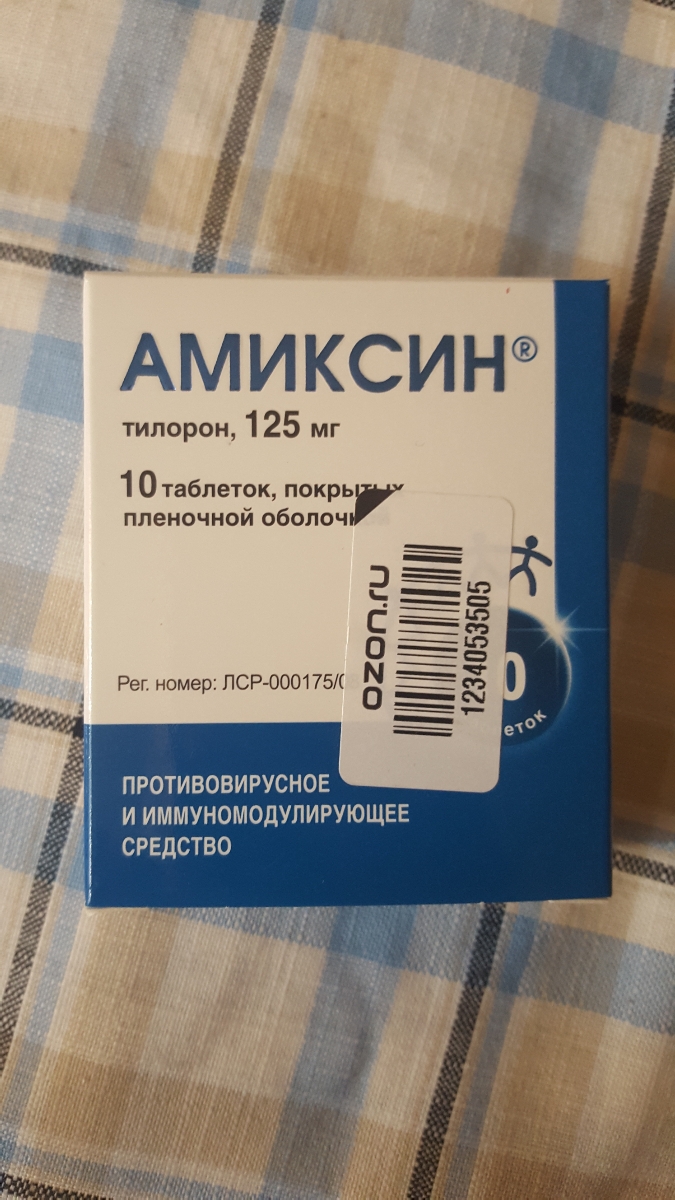 АМИКСИН®
тилорон, 125 мг
10 таблеток, покрытых
пленочной
Рег. номер: ЛСР-000175/0
ozon.ru
1234053505
ПРОТИВОВИРУСНОЕ
И ИММУНОМОДУЛИРУЮЩЕЕ
СРЕДСТВО